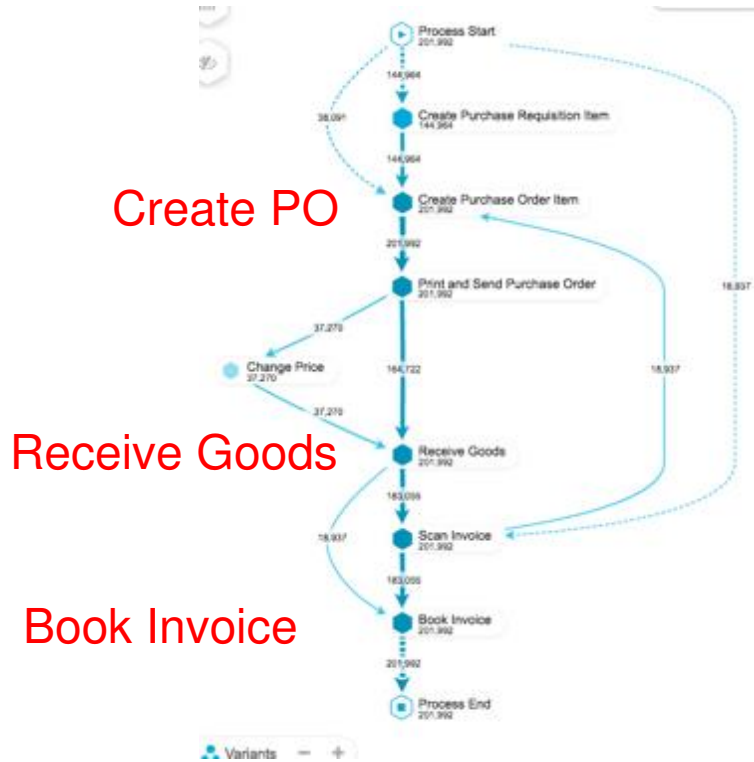 Process Start
201,992
144,964
38,091
Create Purchase Requisition Item
144,964
144,964
Create PO
Create Purchase Order Item
201,992
201,992
Print and Send Purchase Order
201,992
18,937
37,270
Change Price
37,270
164,722
18,937
37,270
Receive Goods
Receive Goods
201,992
183,055
18,937
Scan Invoice
201,992
183,055
Book Invoice
Book Invoice
201,992
201,992
Process End
201,992
Variants